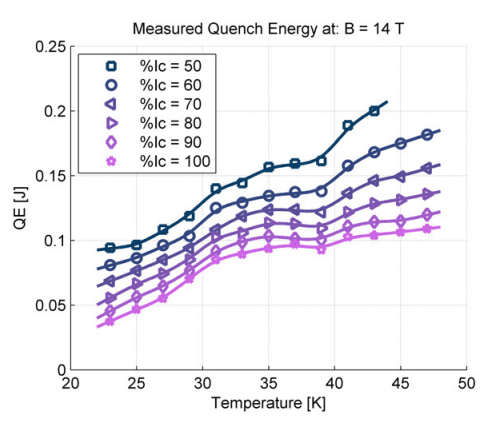 Measured Quench Energy at: B = 14 T
0.25
0.2
0.15
0.1
0.05
0
QE [J]
%Ic = 50
%Ic = 60
%Ic = 70
%Ic = 80
%Ic = 90
%Ic = 100
20 25 30 35 40 45 50
Temperature [K]